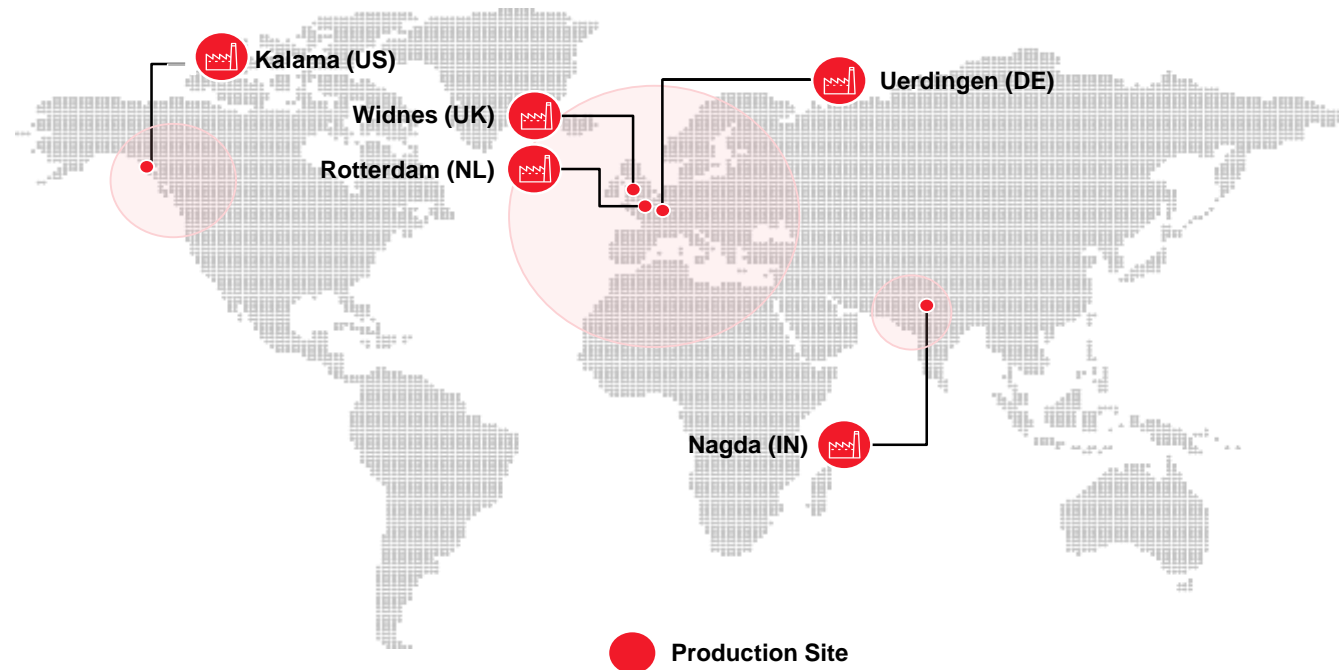 Kalama (US)
Uerdingen (DE)
Widnes (UK)
Rotterdam (NL)
Nagda (IN)
Production Site